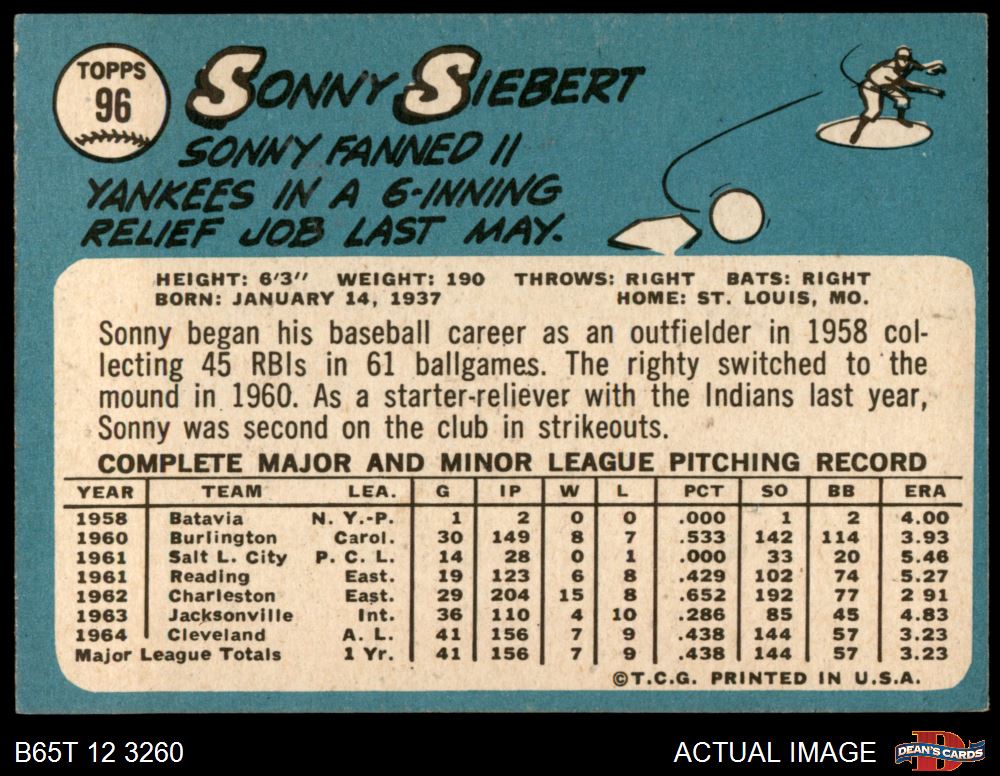 TOPPS
96
SONNY SIEBERT
SONNY FANNED 11
YANKEES IN A 6-INNING
RELIEF JOB LAST MAY.
HEIGHT: 6'3" WEIGHT: 190 THROWS: RIGHT BATS: RIGHT
BORN: JANUARY 14, 1937 HOME: ST. LOUIS, MO.
Sonny began his baseball career as an outfielder in 1958 col-
lecting 45 RBIs in 61 ballgames. The righty switched to the
mound in 1960. As a starter-reliever with the Indians last year,
Sonny was second on the club in strikeouts.
COMPLETE MAJOR AND MINOR LEAGUE PITCHING RECORD
YEAR TEAM LEA. G IP W L PCT SO BB ERA
1958 Batavia N. Y.-P. 1 2 0 0 .000 1 2 4.00
1960 Burlington Carol. 30 149 8 7 .533 142 114 3.93
1961 Salt L. City P. C. L. 14 28 0 1 .000 33 20 5.46
1961 Reading East. 19 123 6 8 .429 102 74 5.27
1962 Charleston East. 29 204 15 8 .652 192 77 2 91
1963 Jacksonville Int. 36 110 4 10 .286 85 45 4.83
1964 Cleveland A. L. 41 156 7 9 .438 144 57 3.23
Major League Totals 1 Yr. 41 156 7 9 .438 144 57 3.23
©T.C.G. PRINTED IN U.S.A.
B65T 12 3260 ACTUAL IMAGE DEAN'S CARDS